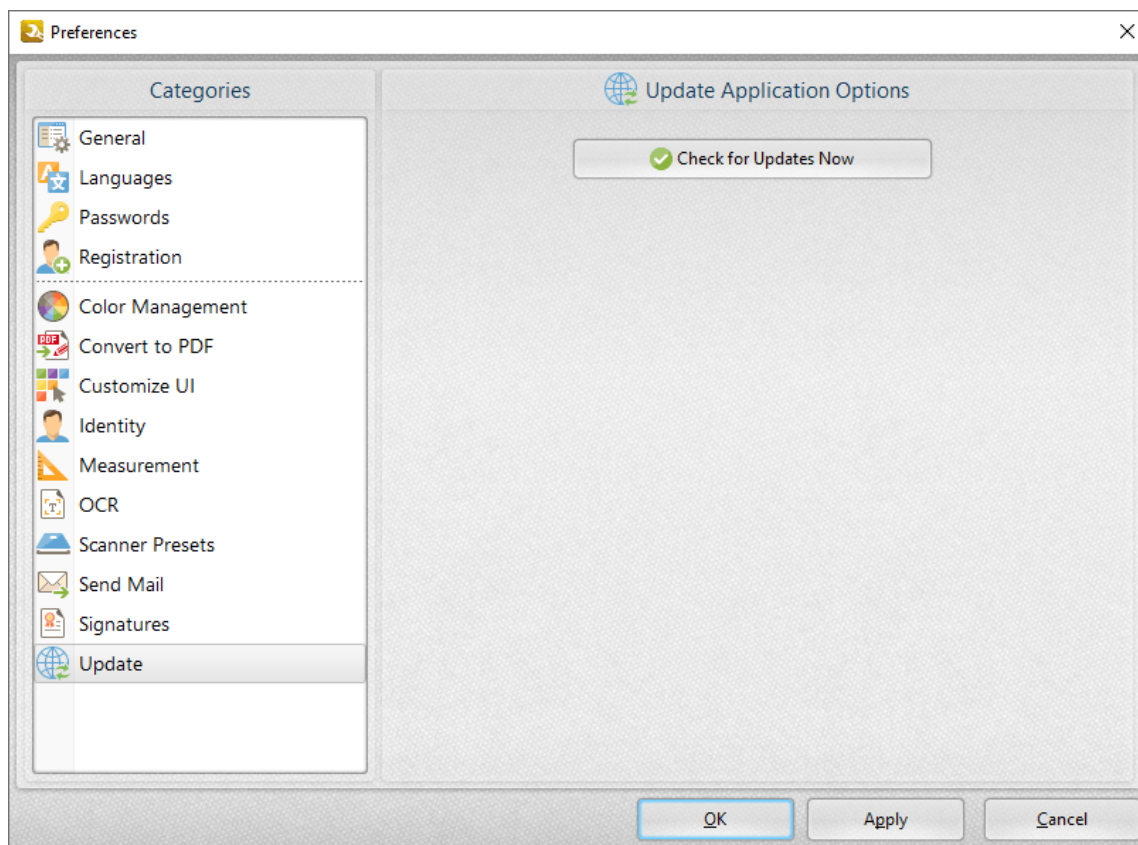 Preferences
Categories
General
Languages
Passwords
Registration
Color Management
Convert to PDF
Customize UI
Identity
Measurement
OCR
Scanner Presets
Send Mail
Signatures
Update
Update Application Options
Check for Updates Now
OK
Apply
Cancel